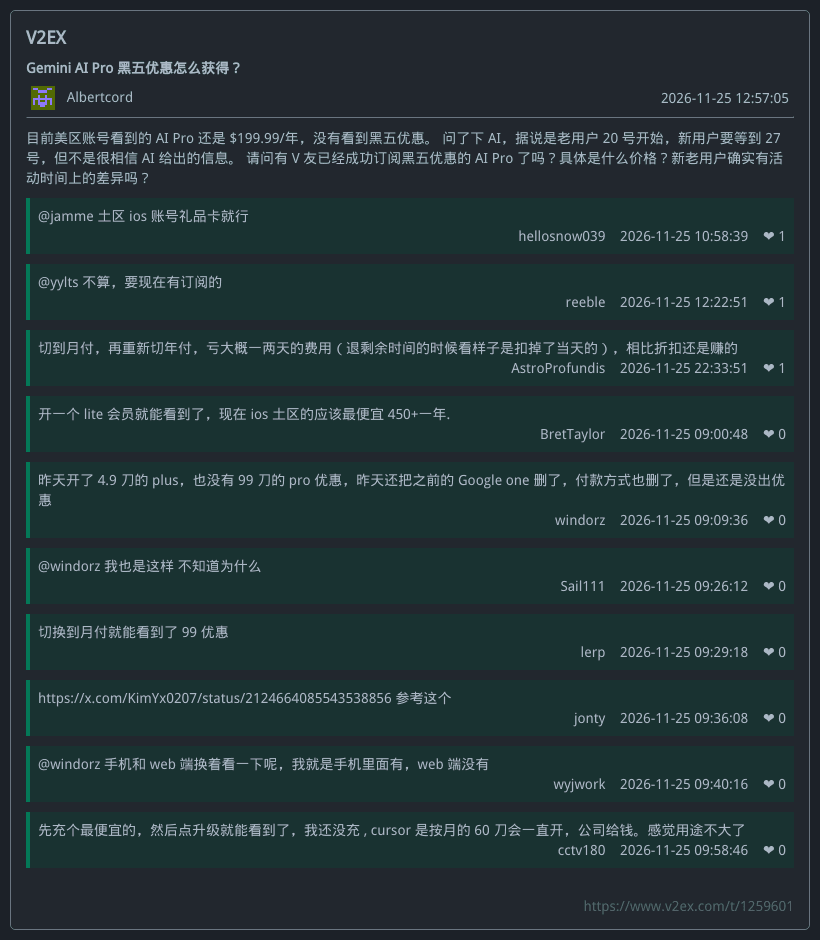 V2EX
Gemini AI Pro 黑五优惠怎么获得？
Albertcord
2026-11-25 12:57:05
目前美区账号看到的 AI Pro 还是 $199.99/年，没有看到黑五优惠。 问了下 AI，据说是老用户 20 号开始，新用户要等到 27
号，但不是很相信 AI 给出的信息。 请问有 V 友已经成功订阅黑五优惠的 AI Pro 了吗？具体是什么价格？新老用户确实有活
动时间上的差异吗？
@jamme 土区 ios 账号礼品卡就行
hellosnow039 2026-11-25 10:58:39 ❤ 1
@yylts 不算，要现在有订阅的
reeble 2026-11-25 12:22:51 ❤ 1
切到月付，再重新切年付，亏大概一两天的费用（退剩余时间的时候看样子是扣掉了当天的），相比折扣还是赚的
AstroProfundis 2026-11-25 22:33:51 ❤ 1
开一个 lite 会员就能看到了，现在 ios 土区的应该最便宜 450+一年.
BretTaylor 2026-11-25 09:00:48 ❤ 0
昨天开了 4.9 刀的 plus，也没有 99 刀的 pro 优惠，昨天还把之前的 Google one 删了，付款方式也删了，但是还是没出优
惠
windorz 2026-11-25 09:09:36 ❤ 0
@windorz 我也是这样 不知道为什么
Sail111 2026-11-25 09:26:12 ❤ 0
切换到月付就能看到了 99 优惠
lerp 2026-11-25 09:29:18 ❤ 0
https://x.com/KimYx0207/status/2124664085543538856 参考这个
jonty 2026-11-25 09:36:08 ❤ 0
@windorz 手机和 web 端换着看一下呢，我就是手机里面有，web 端没有
wyjwork 2026-11-25 09:40:16 ❤ 0
先充个最便宜的，然后点升级就能看到了，我还没充 , cursor 是按月的 60 刀会一直开，公司给钱。感觉用途不大了
cctv180 2026-11-25 09:58:46 ❤ 0
https://www.v2ex.com/t/1259601